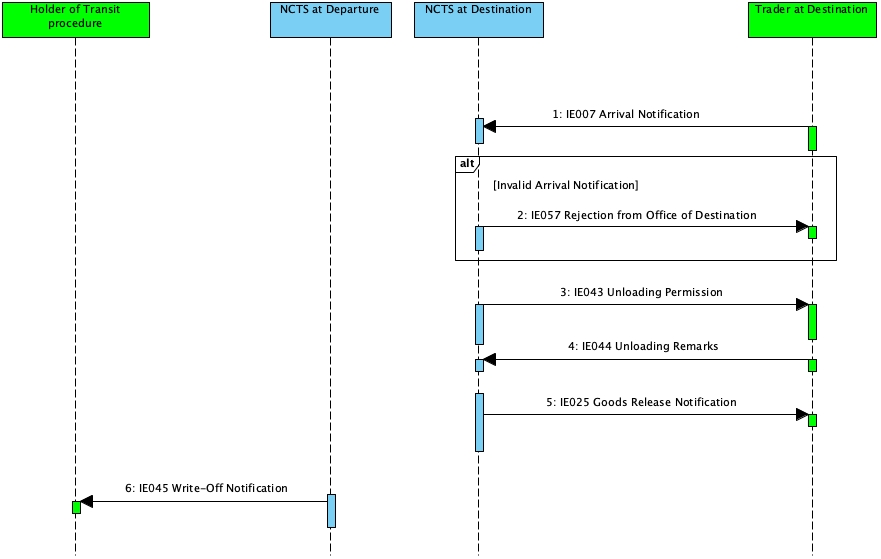 Holder of Transit
procedure
NCTS at Departure
NCTS at Destination
Trader at Destination
1: IE007 Arrival Notification
alt
[Invalid Arrival Notification]
2: IE057 Rejection from Office of Destination
3: IE043 Unloading Permission
4: IE044 Unloading Remarks
5: IE025 Goods Release Notification
6: IE045 Write-Off Notification